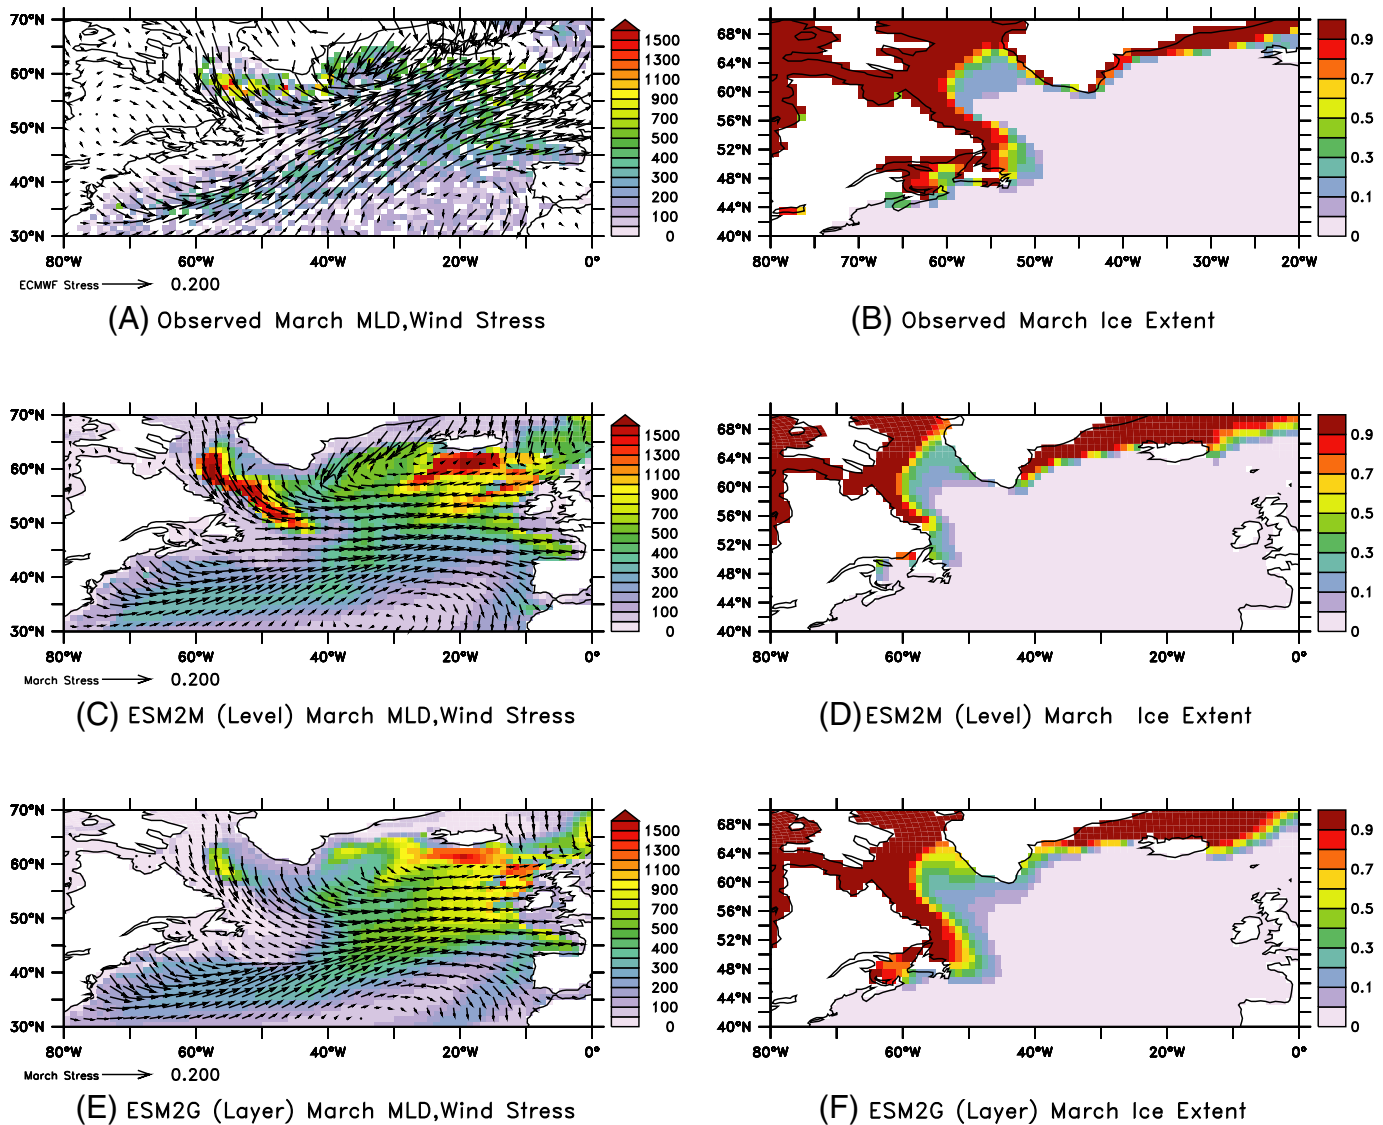 70°N
60°N
50°N
40°N
30°N
80°W 60°W 40°W 20°W 0°
1500
1300
1100
900
700
500
400
300
200
100
0
ECMWF Stress 0.200
(A) Observed March MLD,Wind Stress
68°N
64°N
60°N
56°N
52°N
48°N
44°N
40°N
80°W 70°W 60°W 50°W 40°W 30°W 20°W
0.9
0.7
0.5
0.3
0.1
0
(B) Observed March Ice Extent
70°N
60°N
50°N
40°N
30°N
80°W 60°W 40°W 20°W 0°
1500
1300
1100
900
700
500
400
300
200
100
0
March Stress 0.200
(C) ESM2M (Level) March MLD,Wind Stress
68°N
64°N
60°N
56°N
52°N
48°N
44°N
40°N
80°W 60°W 40°W 20°W 0°
0.9
0.7
0.5
0.3
0.1
0
(D) ESM2M (Level) March Ice Extent
70°N
60°N
50°N
40°N
30°N
80°W 60°W 40°W 20°W 0°
1500
1300
1100
900
700
500
400
300
200
100
0
March Stress 0.200
(E) ESM2G (Layer) March MLD,Wind Stress
68°N
64°N
60°N
56°N
52°N
48°N
44°N
40°N
80°W 60°W 40°W 20°W 0°
0.9
0.7
0.5
0.3
0.1
0
(F) ESM2G (Layer) March Ice Extent